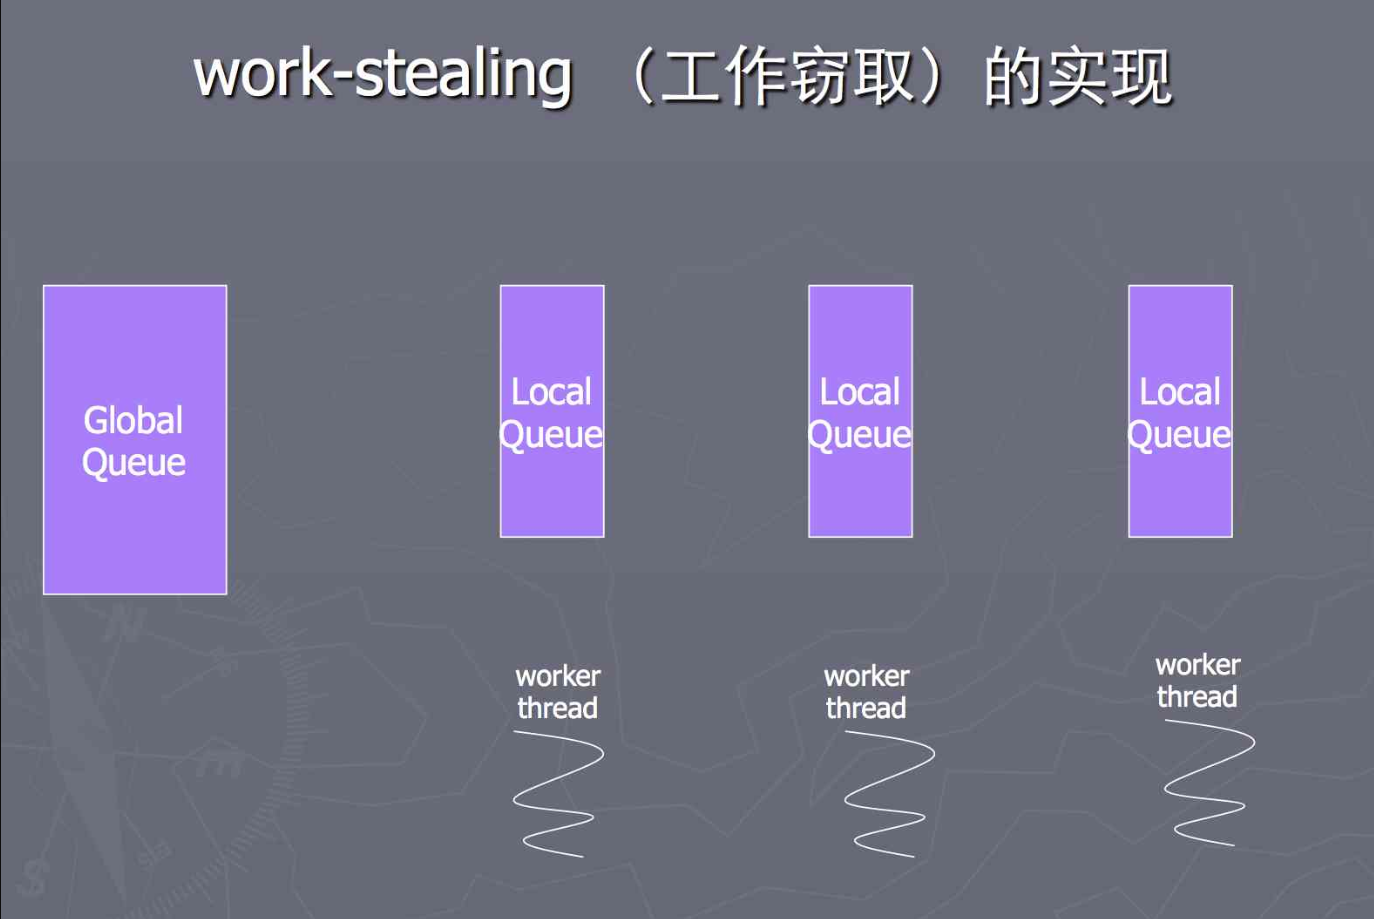 work-stealing （工作窃取）的实现
Global
Queue
Local
Queue
Local
Queue
Local
Queue
worker
thread
worker
thread
worker
thread
N
S